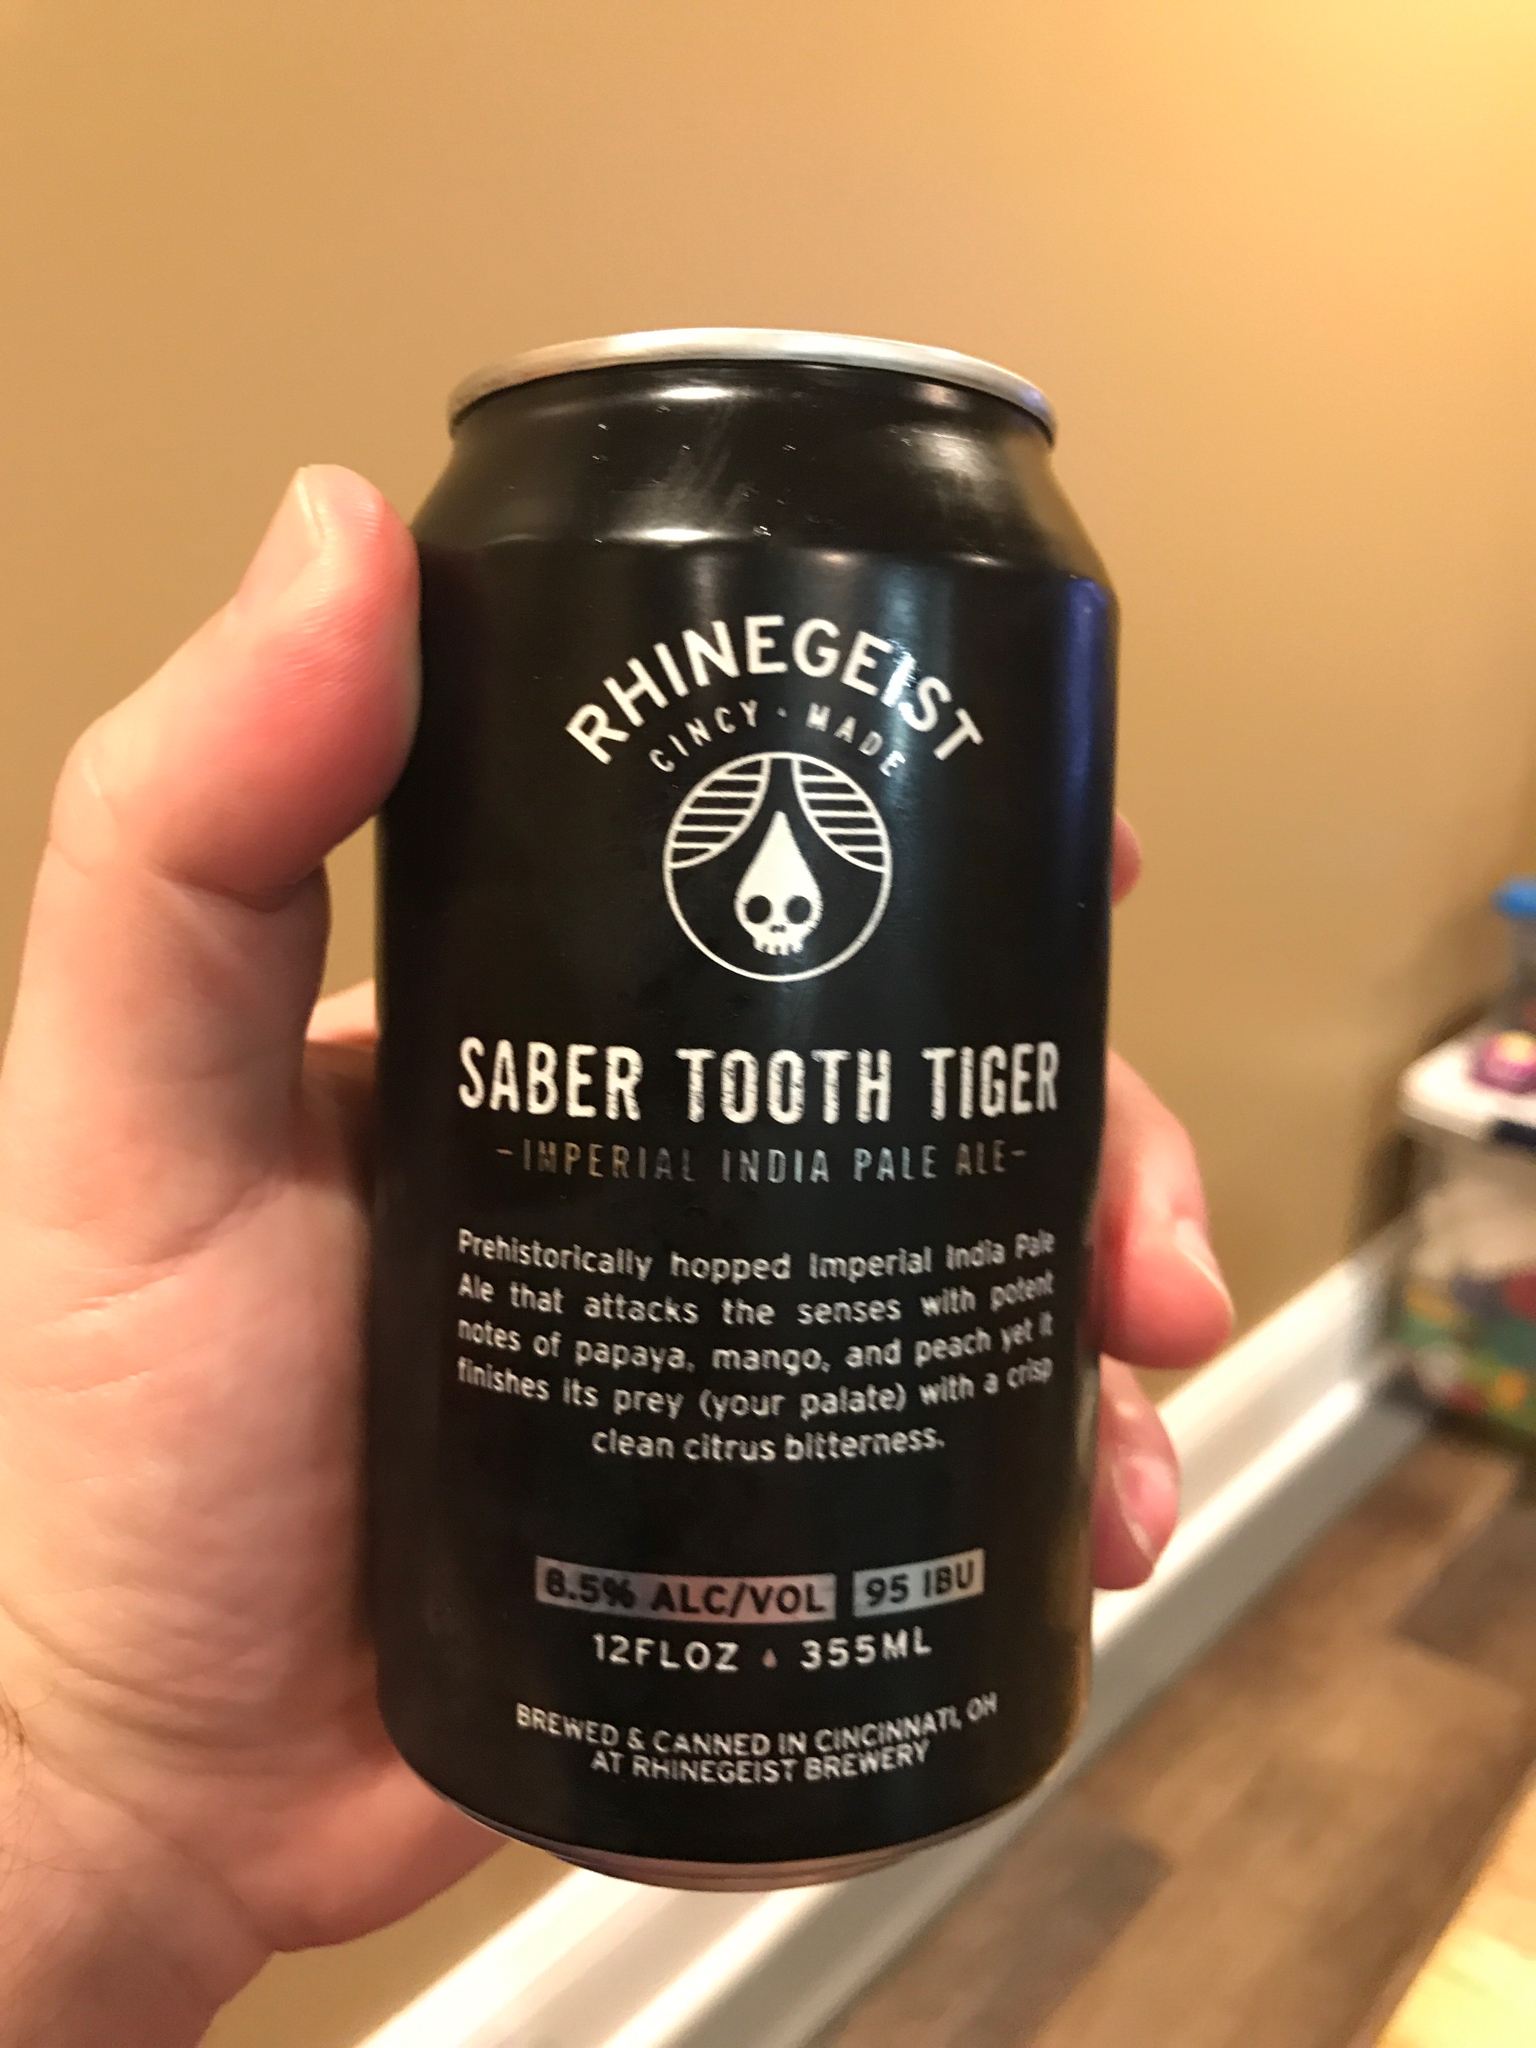 RHINEGEIST
CINCY · MADE
SABER TOOTH TIGER
-IMPERIAL INDIA PALE ALE-
Prehistorically hopped Imperial India Pale
Ale that attacks the senses with potent
notes of papaya, mango, and peach yet it
finishes its prey (your palate) with a crisp
clean citrus bitterness.
8.5% ALC/VOL 95 IBU
12FLOZ 355ML
BREWED & CANNED IN CINCINNATI, OH
AT RHINEGEIST BREWERY